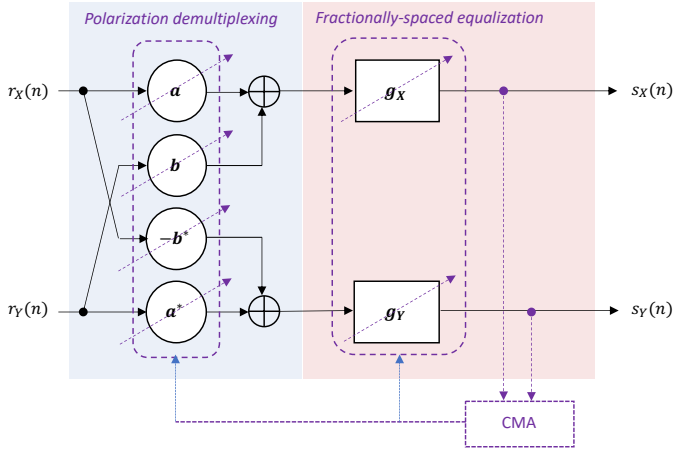 Polarization demultiplexing
Fractionally-spaced equalization
r_X(n)
a
g_X
s_X(n)
b
−b*
r_Y(n)
a*
g_Y
s_Y(n)
CMA